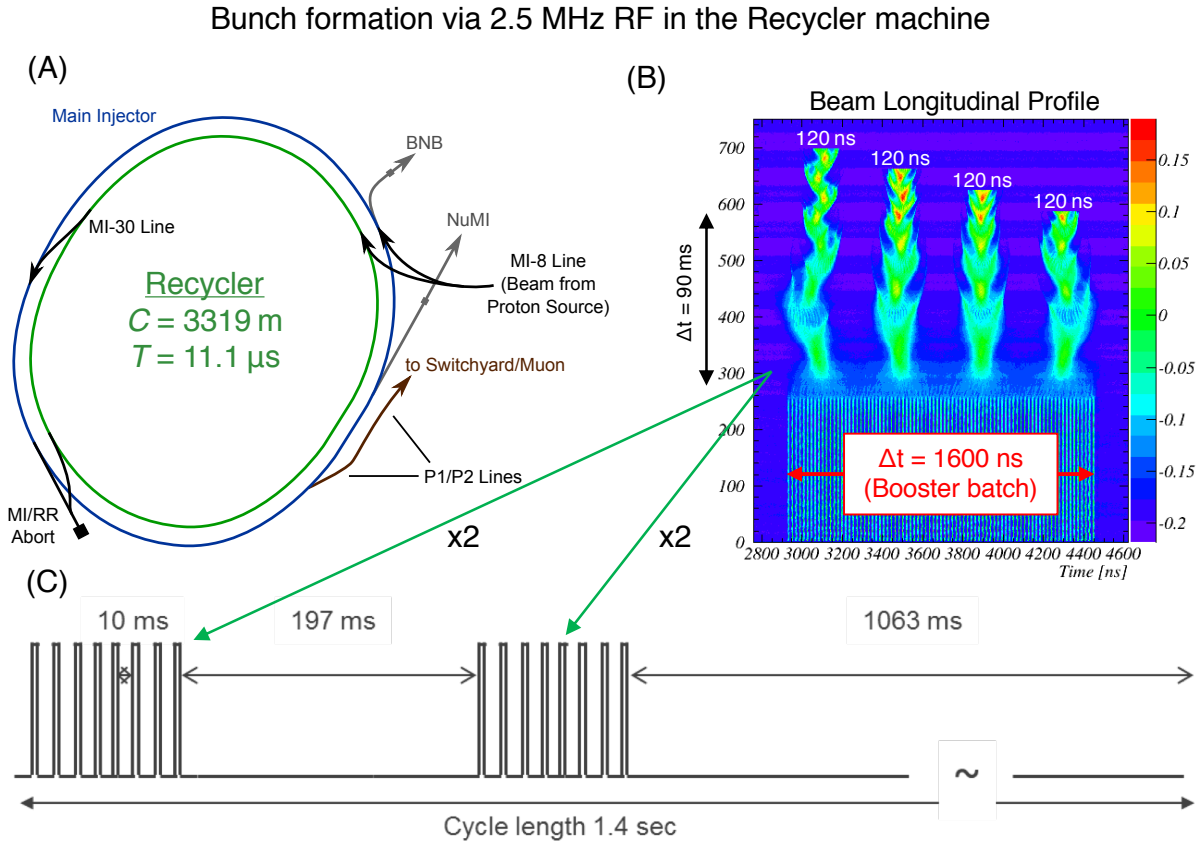 Bunch formation via 2.5 MHz RF in the Recycler machine
(A)
Main Injector
BNB
NuMI
MI-30 Line
MI-8 Line
(Beam from
Proton Source)
Recycler
C = 3319 m
T = 11.1 µs
to Switchyard/Muon
P1/P2 Lines
MI/RR
Abort
(B)
Beam Longitudinal Profile
120 ns
120 ns
120 ns
120 ns
700
600
500
400
300
200
100
0
Δt = 90 ms
Δt = 1600 ns
(Booster batch)
2800 3000 3200 3400 3600 3800 4000 4200 4400 4600
Time [ns]
0.15
0.1
0.05
0
-0.05
-0.1
-0.15
-0.2
x2
x2
(C)
10 ms
197 ms
1063 ms
~
Cycle length 1.4 sec